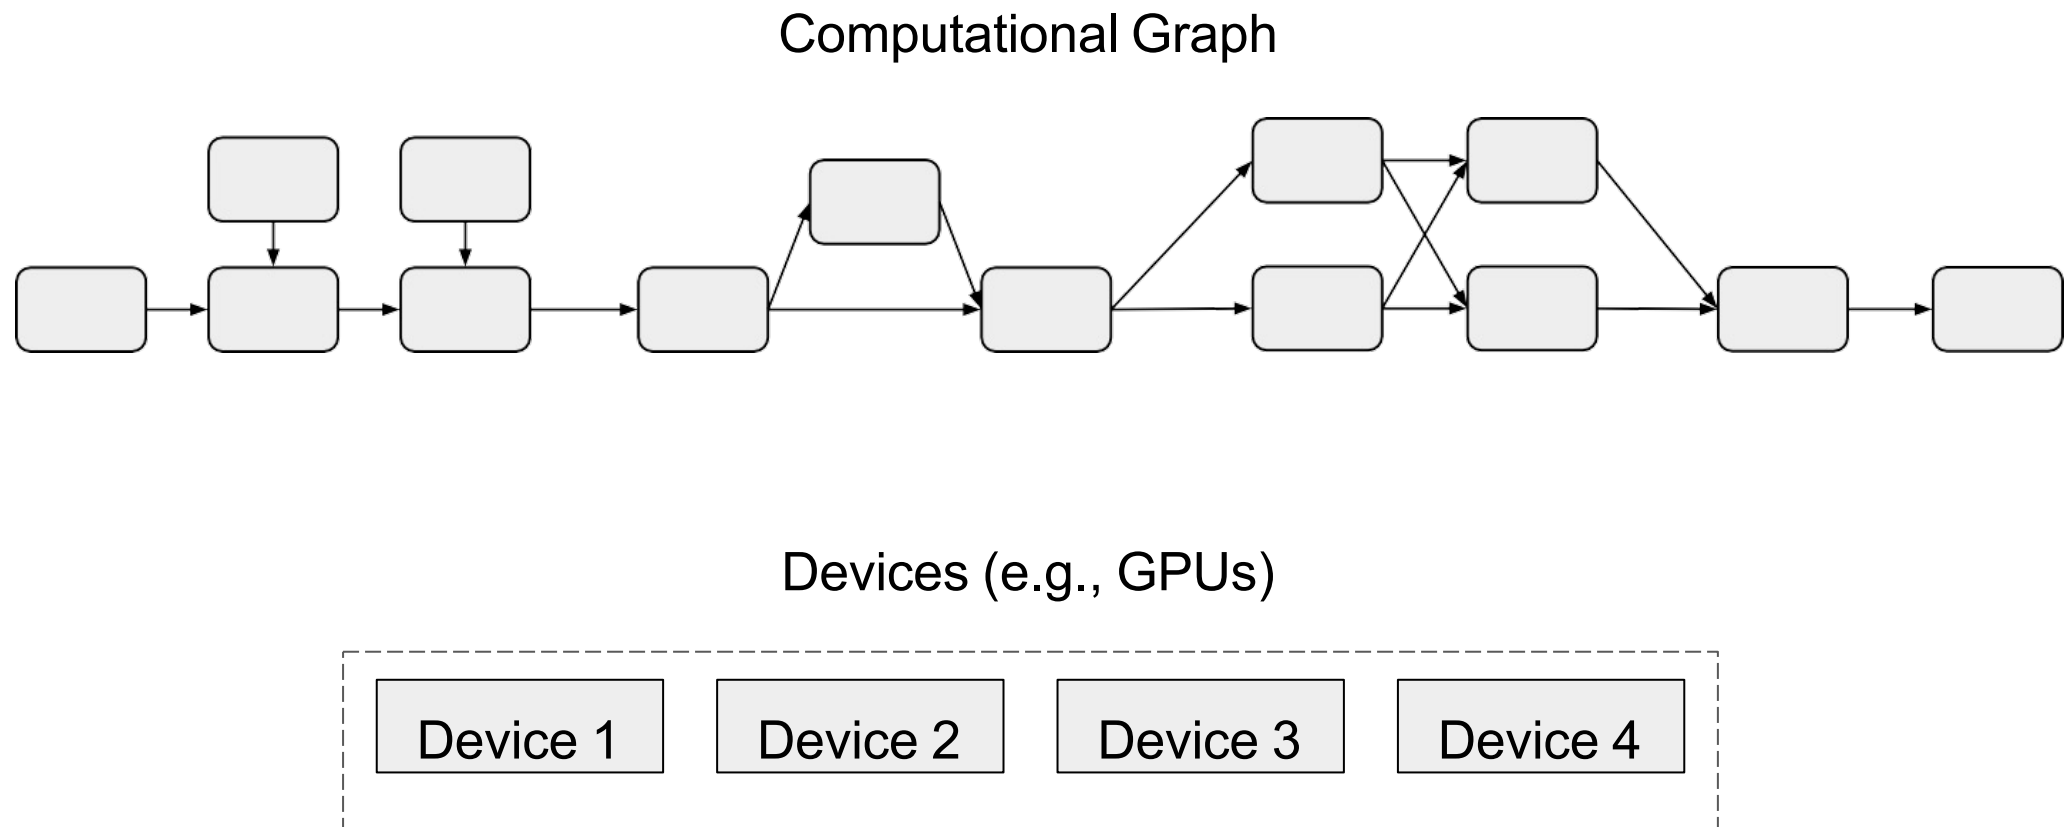 Computational Graph
Devices (e.g., GPUs)
Device 1
Device 2
Device 3
Device 4